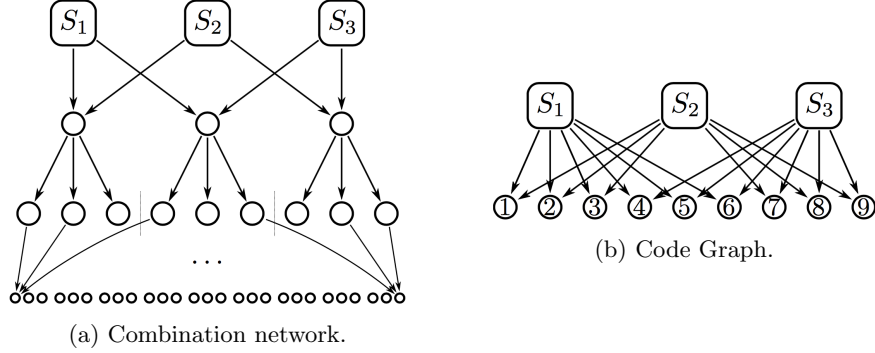 S1 S2 S3
...
(a) Combination network.
S1 S2 S3
1 2 3 4 5 6 7 8 9
(b) Code Graph.